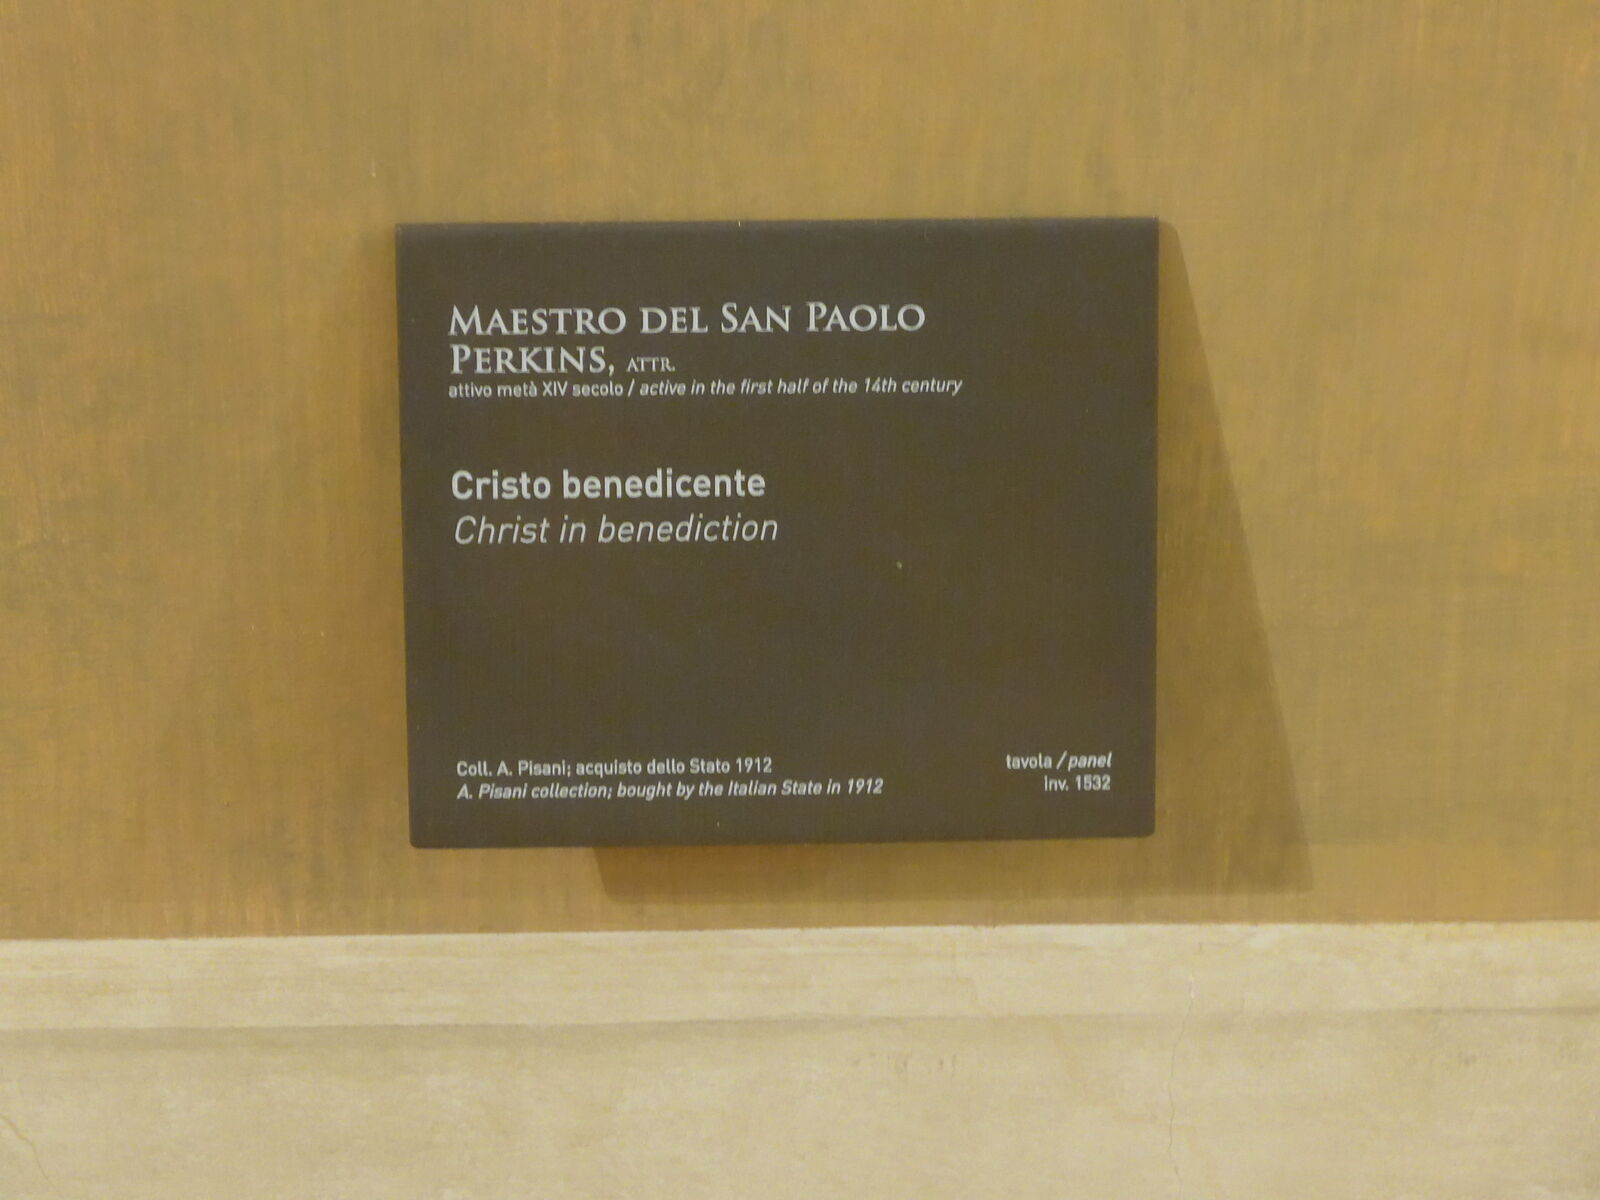 MAESTRO DEL SAN PAOLO
PERKINS, ATTR.
attivo metà XIV secolo / active in the first half of the 14th century
Cristo benedicente
Christ in benediction
Coll. A. Pisani; acquisto dello Stato 1912
A. Pisani collection; bought by the Italian State in 1912
tavola / panel
inv. 1532